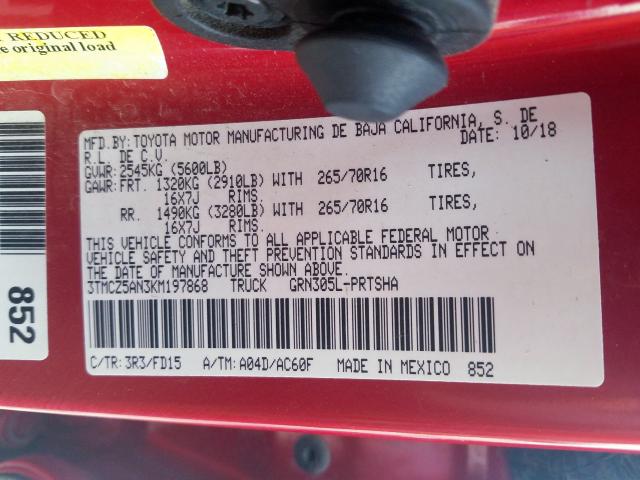 REDUCED
e original load
MFD.BY: TOYOTA MOTOR MANUFACTURING DE BAJA CALIFORNIA, S. DE
R.L. DE C.V. DATE: 10/18
GVWR: 2545KG (5600LB)
GAWR: FRT. 1320KG (2910LB) WITH 265/70R16 TIRES,
16X7J RIMS.
RR. 1490KG (3280LB) WITH 265/70R16 TIRES,
16X7J RIMS.
THIS VEHICLE CONFORMS TO ALL APPLICABLE FEDERAL MOTOR
VEHICLE SAFETY AND THEFT PREVENTION STANDARDS IN EFFECT ON
THE DATE OF MANUFACTURE SHOWN ABOVE.
3TMCZ5AN3KM197868 TRUCK GRN305L-PRTSHA
C/TR: 3R3/FD15 A/TM: A04D/AC60F MADE IN MEXICO 852
852